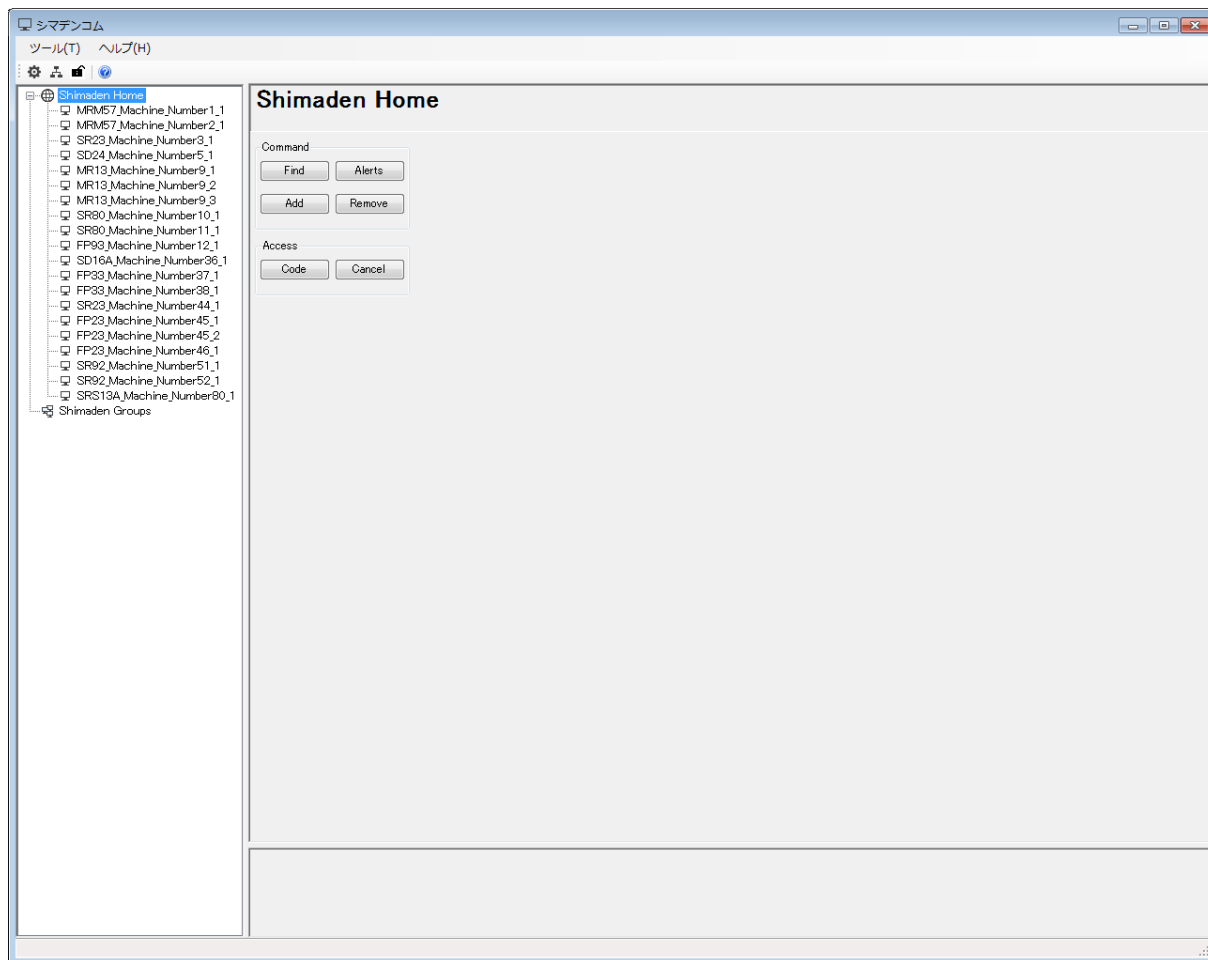 シマデンコム
ツール(T) ヘルプ(H)
Shimaden Home
MRM57_Machine_Number1_1
MRM57_Machine_Number2_1
SR23_Machine_Number3_1
SD24_Machine_Number5_1
MR13_Machine_Number9_1
MR13_Machine_Number9_2
MR13_Machine_Number9_3
SR80_Machine_Number10_1
SR80_Machine_Number11_1
FP93_Machine_Number12_1
SD16A_Machine_Number36_1
FP33_Machine_Number37_1
FP33_Machine_Number38_1
SR23_Machine_Number44_1
FP23_Machine_Number45_1
FP23_Machine_Number45_2
FP23_Machine_Number46_1
SR92_Machine_Number51_1
SR92_Machine_Number52_1
SRS13A_Machine_Number80_1
Shimaden Groups
Shimaden Home
Command
Find Alerts
Add Remove
Access
Code Cancel